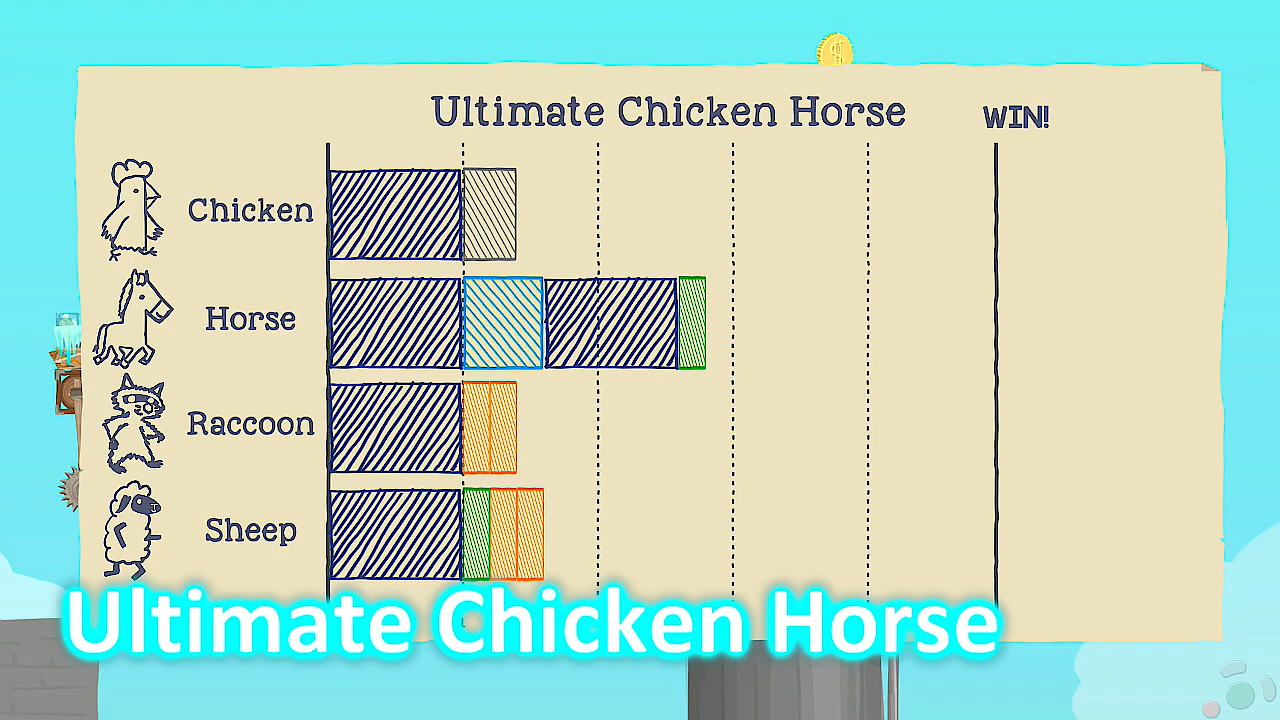 Ultimate Chicken Horse
WIN!
Chicken
Horse
Raccoon
Sheep
Ultimate Chicken Horse